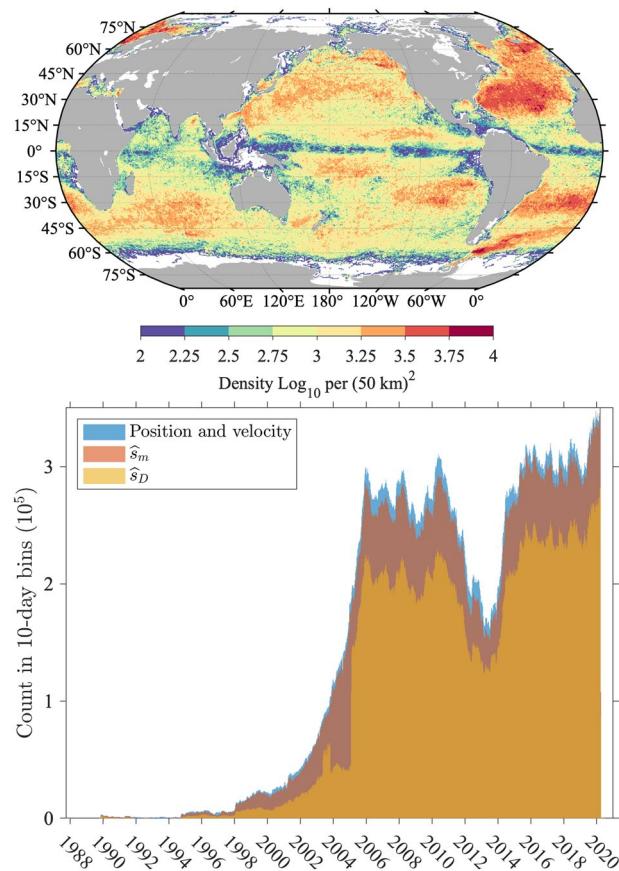 75°N
60°N
45°N
30°N
15°N
0°
15°S
30°S
45°S
60°S
75°S
0° 60°E 120°E 180° 120°W 60°W 0°
2 2.25 2.5 2.75 3 3.25 3.5 3.75 4
Density Log₁₀ per (50 km)²
Position and velocity
ŝₘ
ŝ_D
Count in 10-day bins (10⁵)
3
2
1
0
1988 1990 1992 1994 1996 1998 2000 2002 2004 2006 2008 2010 2012 2014 2016 2018 2020